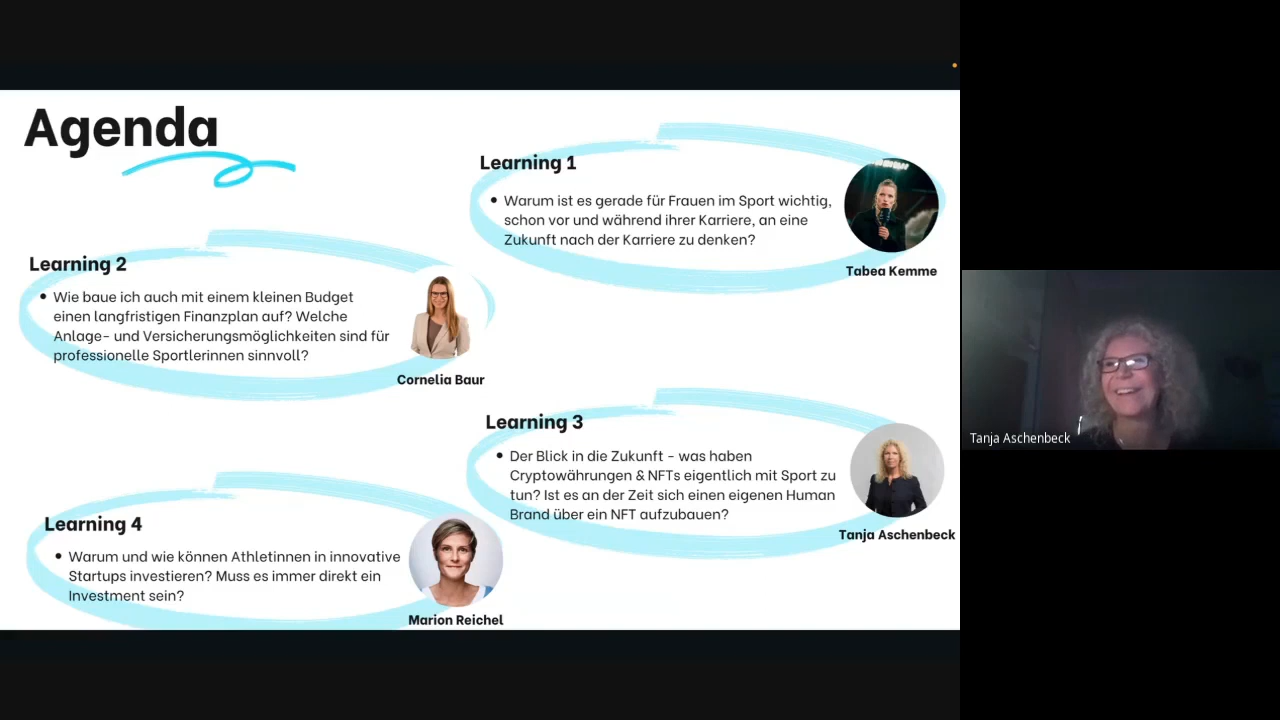 Agenda
Learning 1
• Warum ist es gerade für Frauen im Sport wichtig,
schon vor und während ihrer Karriere, an eine
Zukunft nach der Karriere zu denken?
Tabea Kemme
Learning 2
• Wie baue ich auch mit einem kleinen Budget
einen langfristigen Finanzplan auf? Welche
Anlage- und Versicherungsmöglichkeiten sind für
professionelle Sportlerinnen sinnvoll?
Cornelia Baur
Learning 3
• Der Blick in die Zukunft - was haben
Cryptowährungen & NFTs eigentlich mit Sport zu
tun? Ist es an der Zeit sich einen eigenen Human
Brand über ein NFT aufzubauen?
Tanja Aschenbeck
Learning 4
• Warum und wie können Athletinnen in innovative
Startups investieren? Muss es immer direkt ein
Investment sein?
Marion Reichel
Tanja Aschenbeck